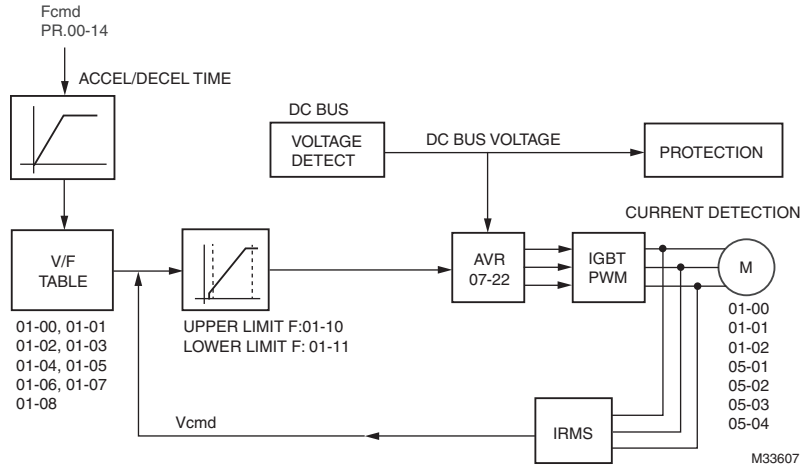 Fcmd
PR.00-14
ACCEL/DECEL TIME
DC BUS
VOLTAGE
DETECT
DC BUS VOLTAGE
PROTECTION
CURRENT DETECTION
V/F
TABLE
AVR
07-22
IGBT
PWM
M
01-00, 01-01
01-02, 01-03
01-04, 01-05
01-06, 01-07
01-08
UPPER LIMIT F:01-10
LOWER LIMIT F: 01-11
01-00
01-01
01-02
05-01
05-02
05-03
05-04
Vcmd
IRMS
M33607